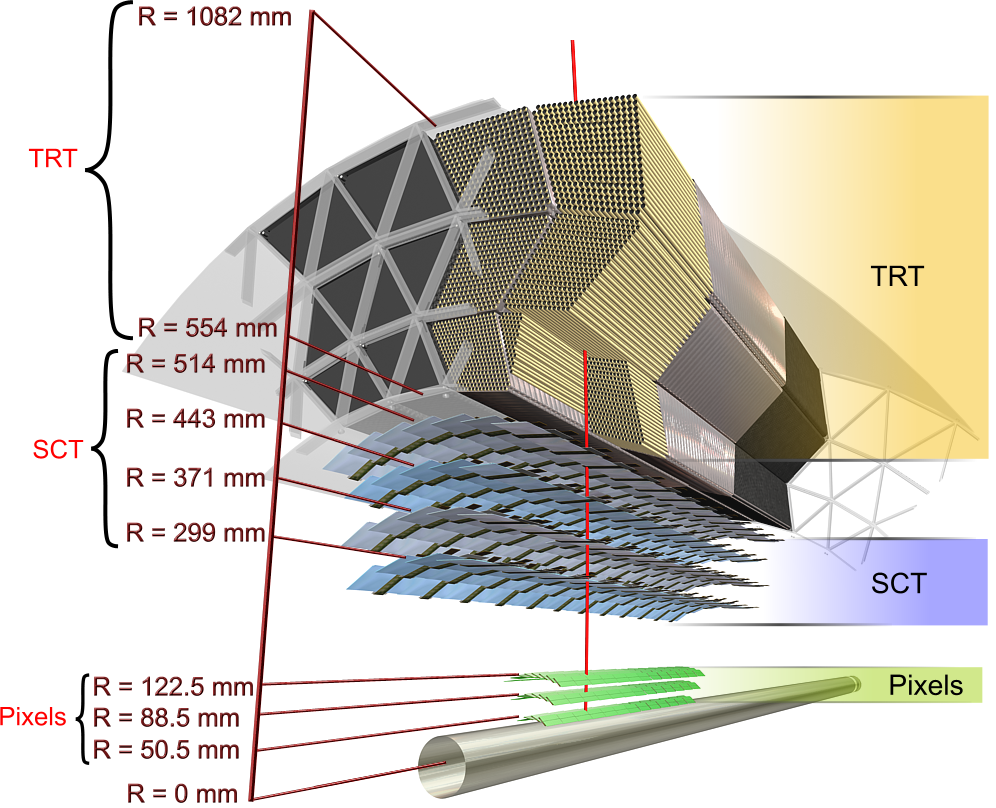 R = 1082 mm
TRT
R = 554 mm
R = 514 mm
R = 443 mm
SCT
R = 371 mm
R = 299 mm
R = 122.5 mm
Pixels
R = 88.5 mm
R = 50.5 mm
R = 0 mm
TRT
SCT
Pixels